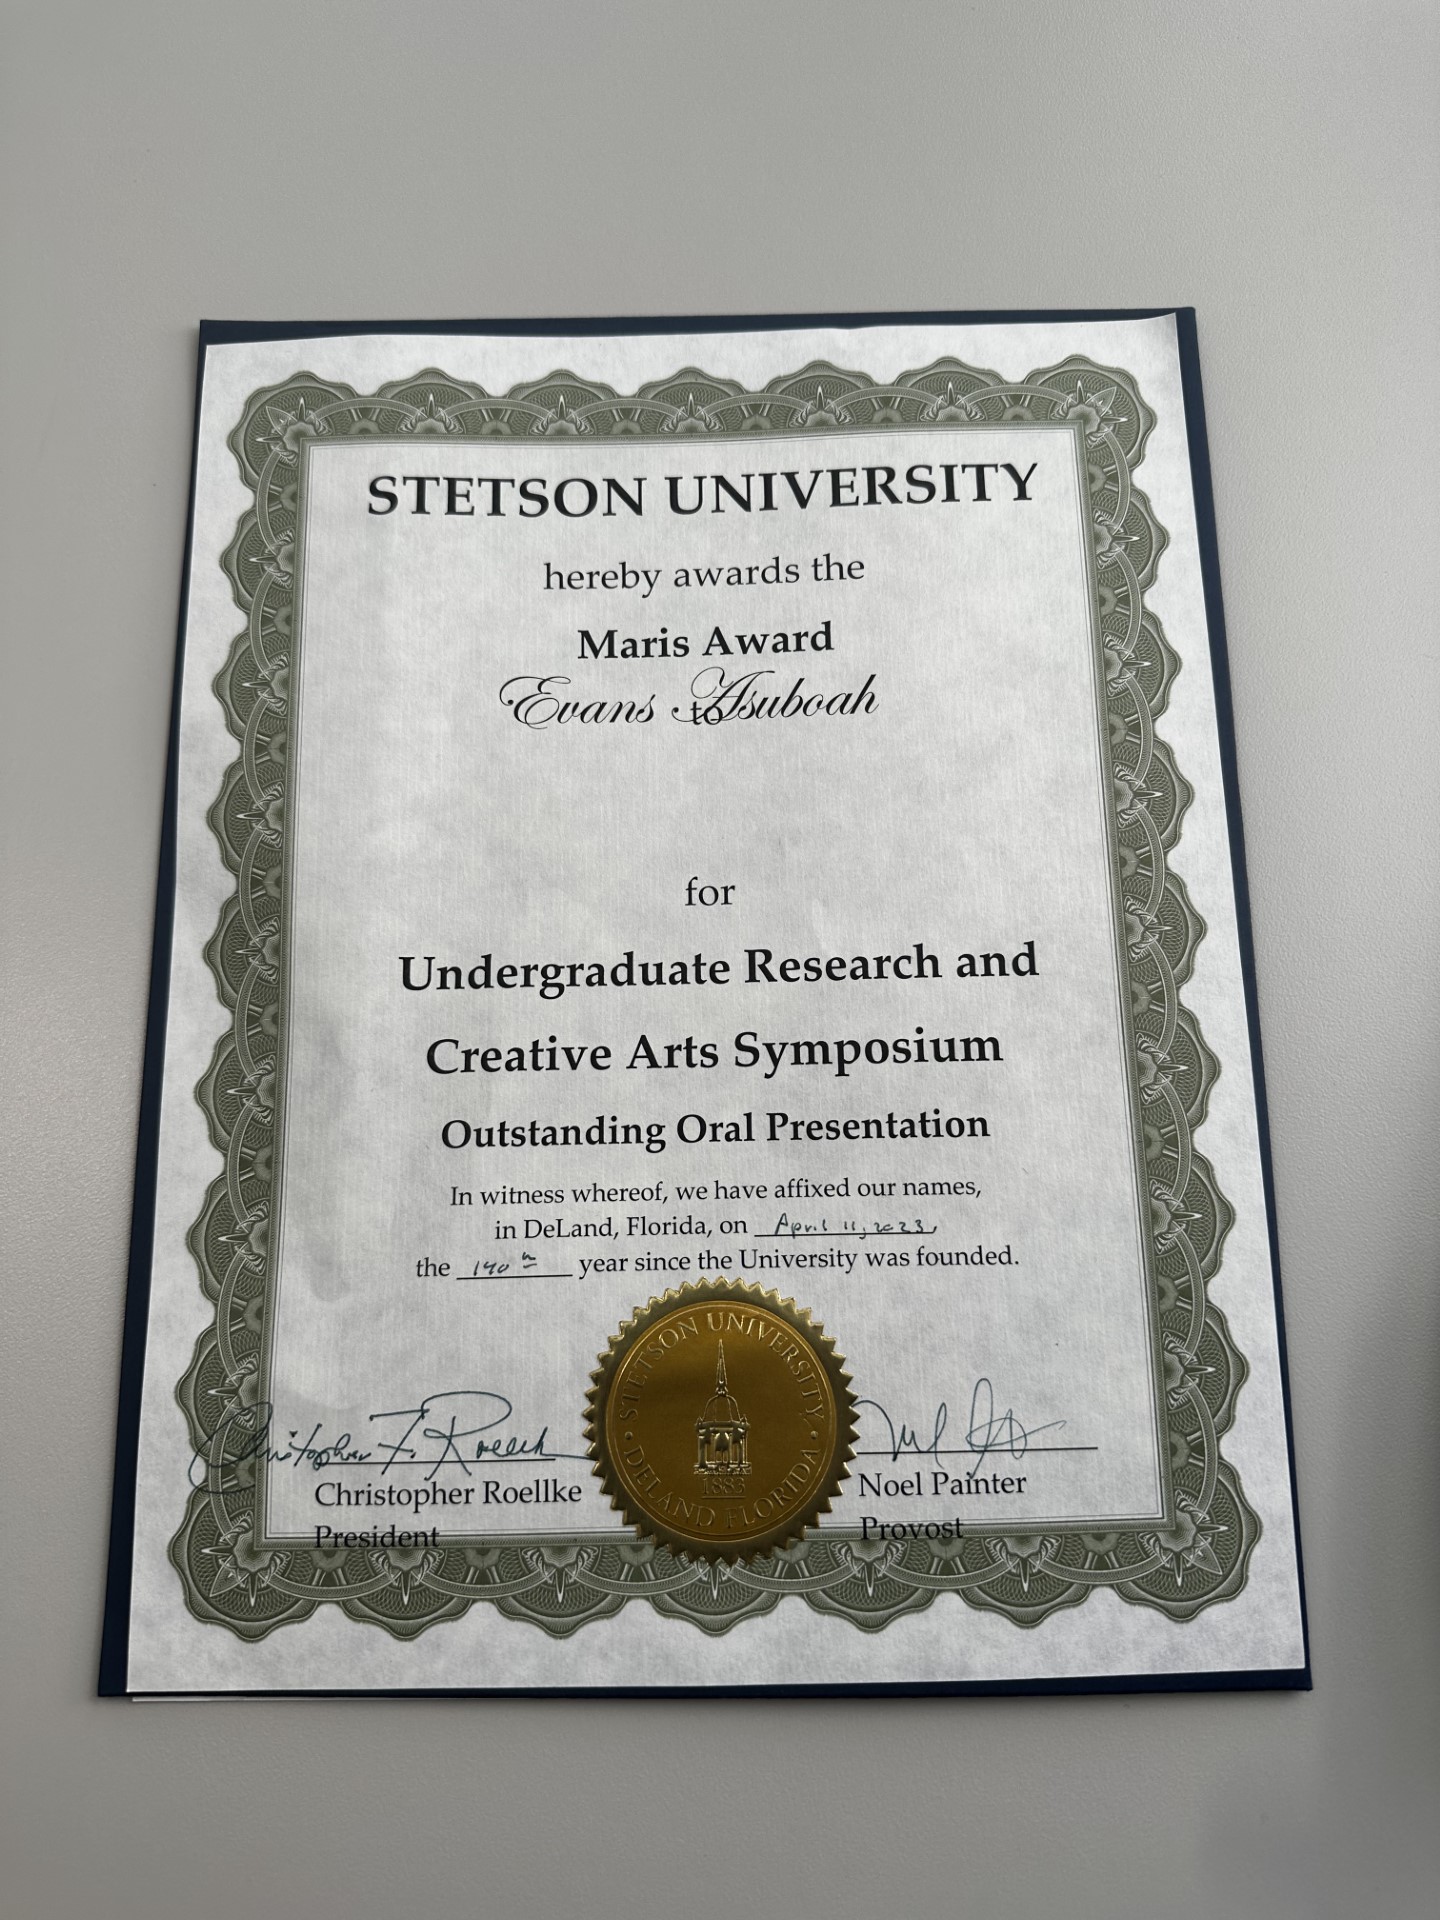 STETSON UNIVERSITY
hereby awards the
Maris Award
to
Evans Asuboah
for
Undergraduate Research and
Creative Arts Symposium
Outstanding Oral Presentation
In witness whereof, we have affixed our names,
in DeLand, Florida, on April 11, 2023,
the 140th year since the University was founded.
Christopher F. Roellke
Christopher Roellke
President
STETSON UNIVERSITY
1883
DELAND FLORIDA
Noel Painter
Provost